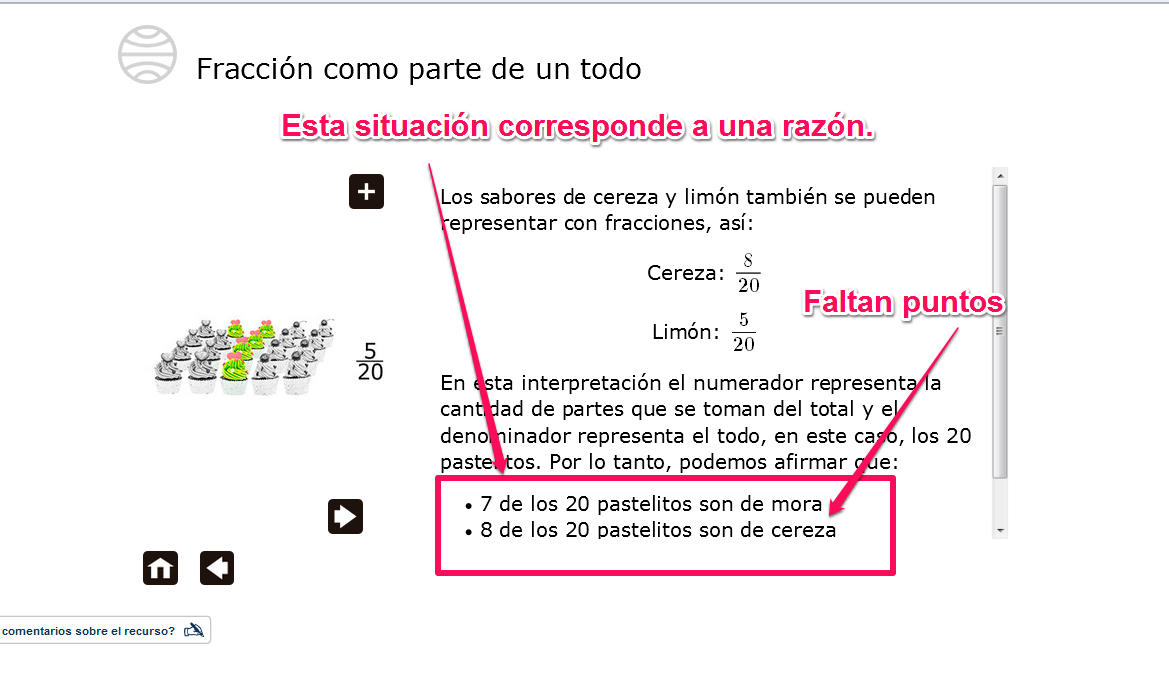 Fracción como parte de un todo
Esta situación corresponde a una razón.
Los sabores de cereza y limón también se pueden
representar con fracciones, así:
Cereza: 8/20
Faltan puntos
Limón: 5/20
5/20
En esta interpretación el numerador representa la
cantidad de partes que se toman del total y el
denominador representa el todo, en este caso, los 20
pastelitos. Por lo tanto, podemos afirmar que:
• 7 de los 20 pastelitos son de mora
• 8 de los 20 pastelitos son de cereza
comentarios sobre el recurso?